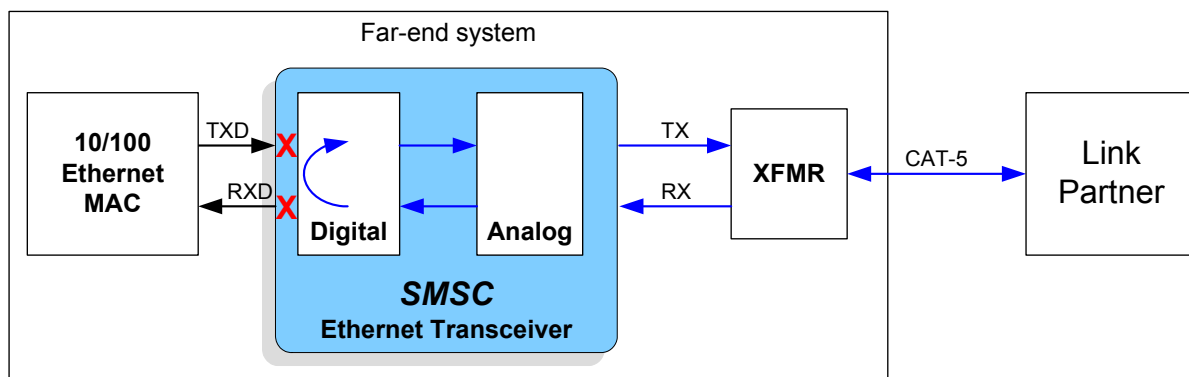 Far-end system
10/100
Ethernet
MAC
TXD
RXD
X
X
Digital
Analog
SMSC
Ethernet Transceiver
TX
RX
XFMR
CAT-5
Link
Partner